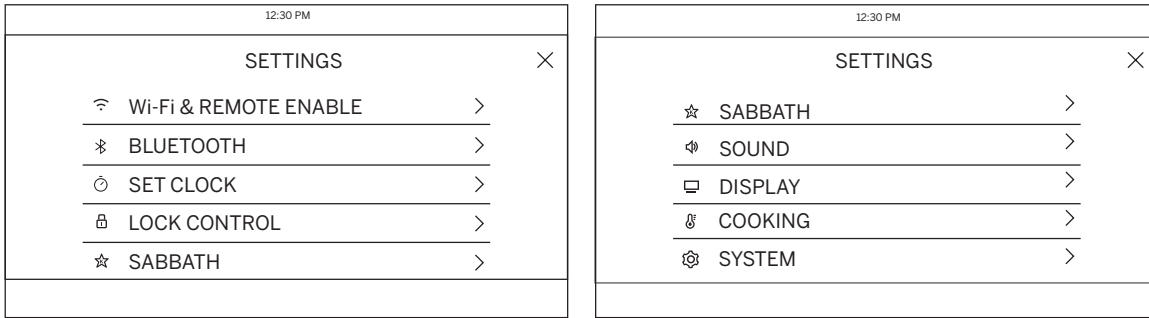 12:30 PM
SETTINGS
Wi-Fi & REMOTE ENABLE
BLUETOOTH
SET CLOCK
LOCK CONTROL
SABBATH
12:30 PM
SETTINGS
SABBATH
SOUND
DISPLAY
COOKING
SYSTEM